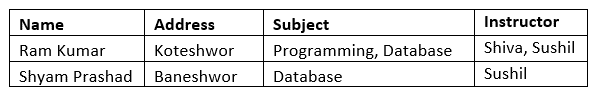 Name Address Subject Instructor
Ram Kumar Koteshwor Programming, Database Shiva, Sushil
Shyam Prashad Baneshwor Database Sushil